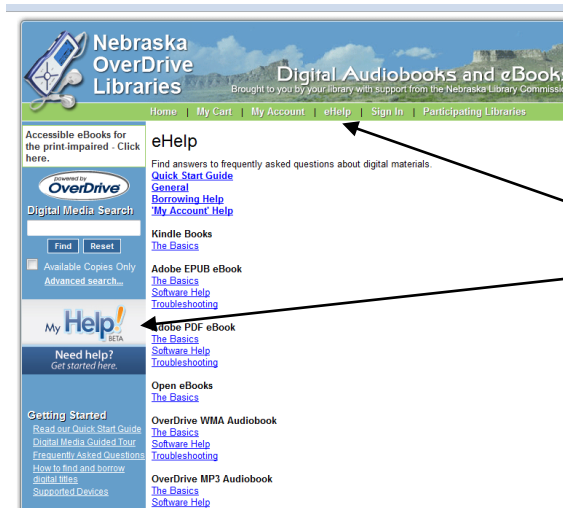 Nebraska
OverDrive
Libraries
Digital Audiobooks and eBooks
Brought to you by your library with support from the Nebraska Library Commissio
Home | My Cart | My Account | eHelp | Sign In | Participating Libraries
Accessible eBooks for
the print-impaired - Click
here.
powered by
OverDrive
Digital Media Search
Find Reset
Available Copies Only
Advanced search...
My Help!
BETA
Need help?
Get started here.
Getting Started
Read our Quick Start Guide
Digital Media Guided Tour
Frequently Asked Questions
How to find and borrow
digital titles
Supported Devices
eHelp
Find answers to frequently asked questions about digital materials.
Quick Start Guide
General
Borrowing Help
'My Account' Help
Kindle Books
The Basics
Adobe EPUB eBook
The Basics
Software Help
Troubleshooting
Adobe PDF eBook
The Basics
Software Help
Troubleshooting
Open eBooks
The Basics
OverDrive WMA Audiobook
The Basics
Software Help
Troubleshooting
OverDrive MP3 Audiobook
The Basics
Software Help